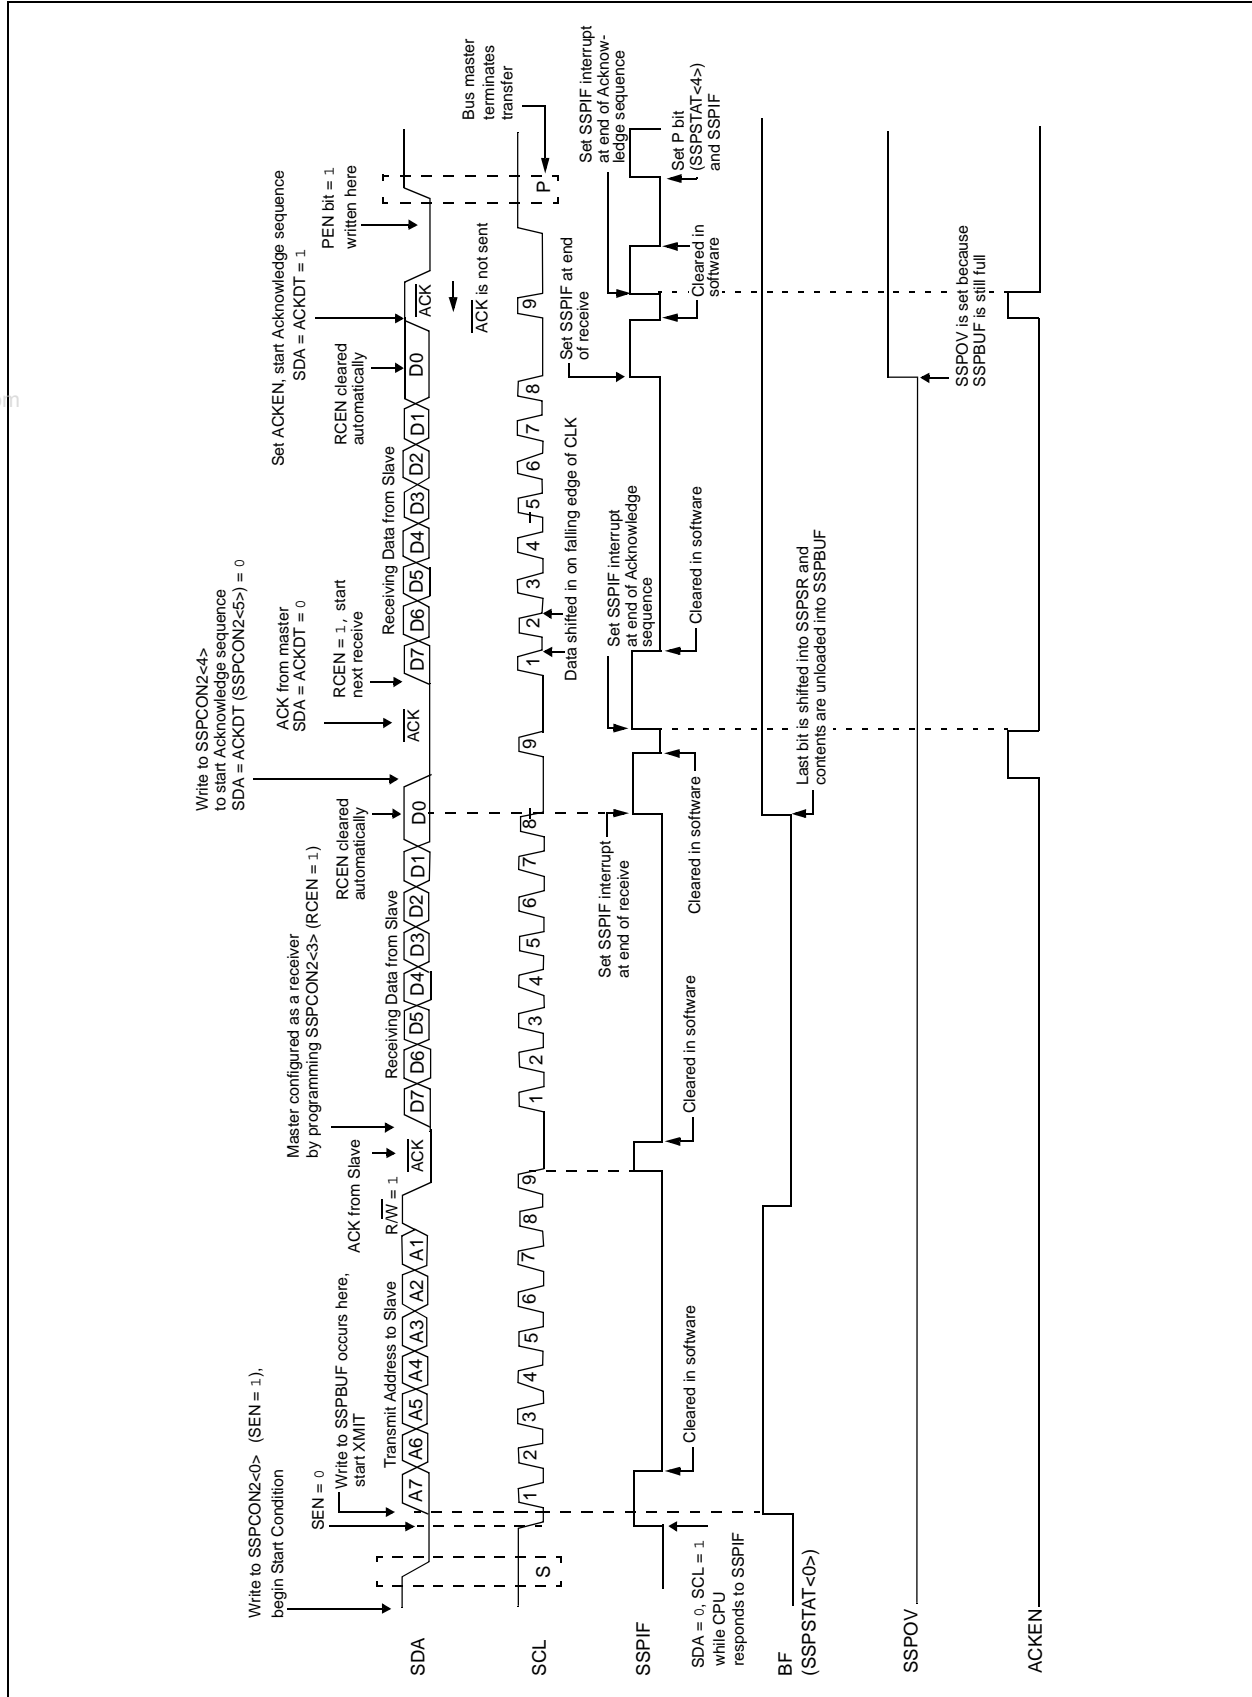 Write to SSPCON2<0> (SEN = 1),
begin Start Condition
SEN = 0
Write to SSPBUF occurs here,
start XMIT
Transmit Address to Slave
R/W = 1
ACK from Slave
Master configured as a receiver
by programming SSPCON2<3> (RCEN = 1)
Receiving Data from Slave
RCEN cleared
automatically
Write to SSPCON2<4>
to start Acknowledge sequence
SDA = ACKDT (SSPCON2<5>) = 0
ACK from master
SDA = ACKDT = 0
RCEN = 1, start
next receive
Receiving Data from Slave
RCEN cleared
automatically
Set ACKEN, start Acknowledge sequence
SDA = ACKDT = 1
PEN bit = 1
written here
SDA
A7 A6 A5 A4 A3 A2 A1
ACK
D7 D6 D5 D4 D3 D2 D1 D0
ACK
D7 D6 D5 D4 D3 D2 D1 D0
ACK
ACK is not sent
Bus master
terminates
transfer
SCL
S
1 2 3 4 5 6 7 8 9
1 2 3 4 5 6 7 8 9
1 2 3 4 5 6 7 8 9
P
Data shifted in on falling edge of CLK
Set SSPIF interrupt
at end of receive
Set SSPIF interrupt
at end of Acknowledge
sequence
Set SSPIF at end
of receive
Set SSPIF interrupt
at end of Acknow-
ledge sequence
SSPIF
SDA = 0, SCL = 1
while CPU
responds to SSPIF
Cleared in software
Cleared in software
Cleared in software
Cleared in software
Cleared in
software
Set P bit
(SSPSTAT<4>)
and SSPIF
BF
(SSPSTAT<0>)
Last bit is shifted into SSPSR and
contents are unloaded into SSPBUF
SSPOV
SSPOV is set because
SSPBUF is still full
ACKEN